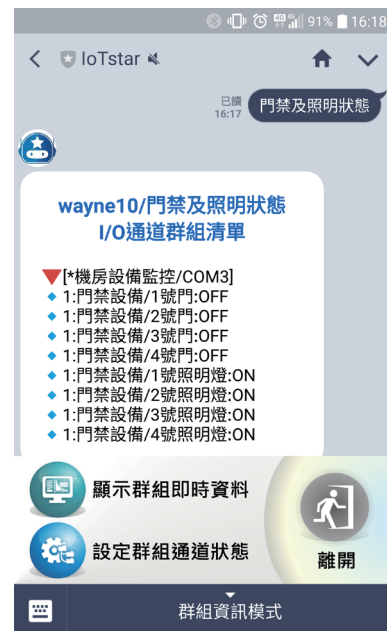 91% 16:18
IoTstar
已讀
16:17
門禁及照明狀態
wayne10/門禁及照明狀態
I/O通道群組清單
[*機房設備監控/COM3]
1:門禁設備/1號門:OFF
1:門禁設備/2號門:OFF
1:門禁設備/3號門:OFF
1:門禁設備/4號門:OFF
1:門禁設備/1號照明燈:ON
1:門禁設備/2號照明燈:ON
1:門禁設備/3號照明燈:ON
1:門禁設備/4號照明燈:ON
顯示群組即時資料
設定群組通道狀態
離開
群組資訊模式